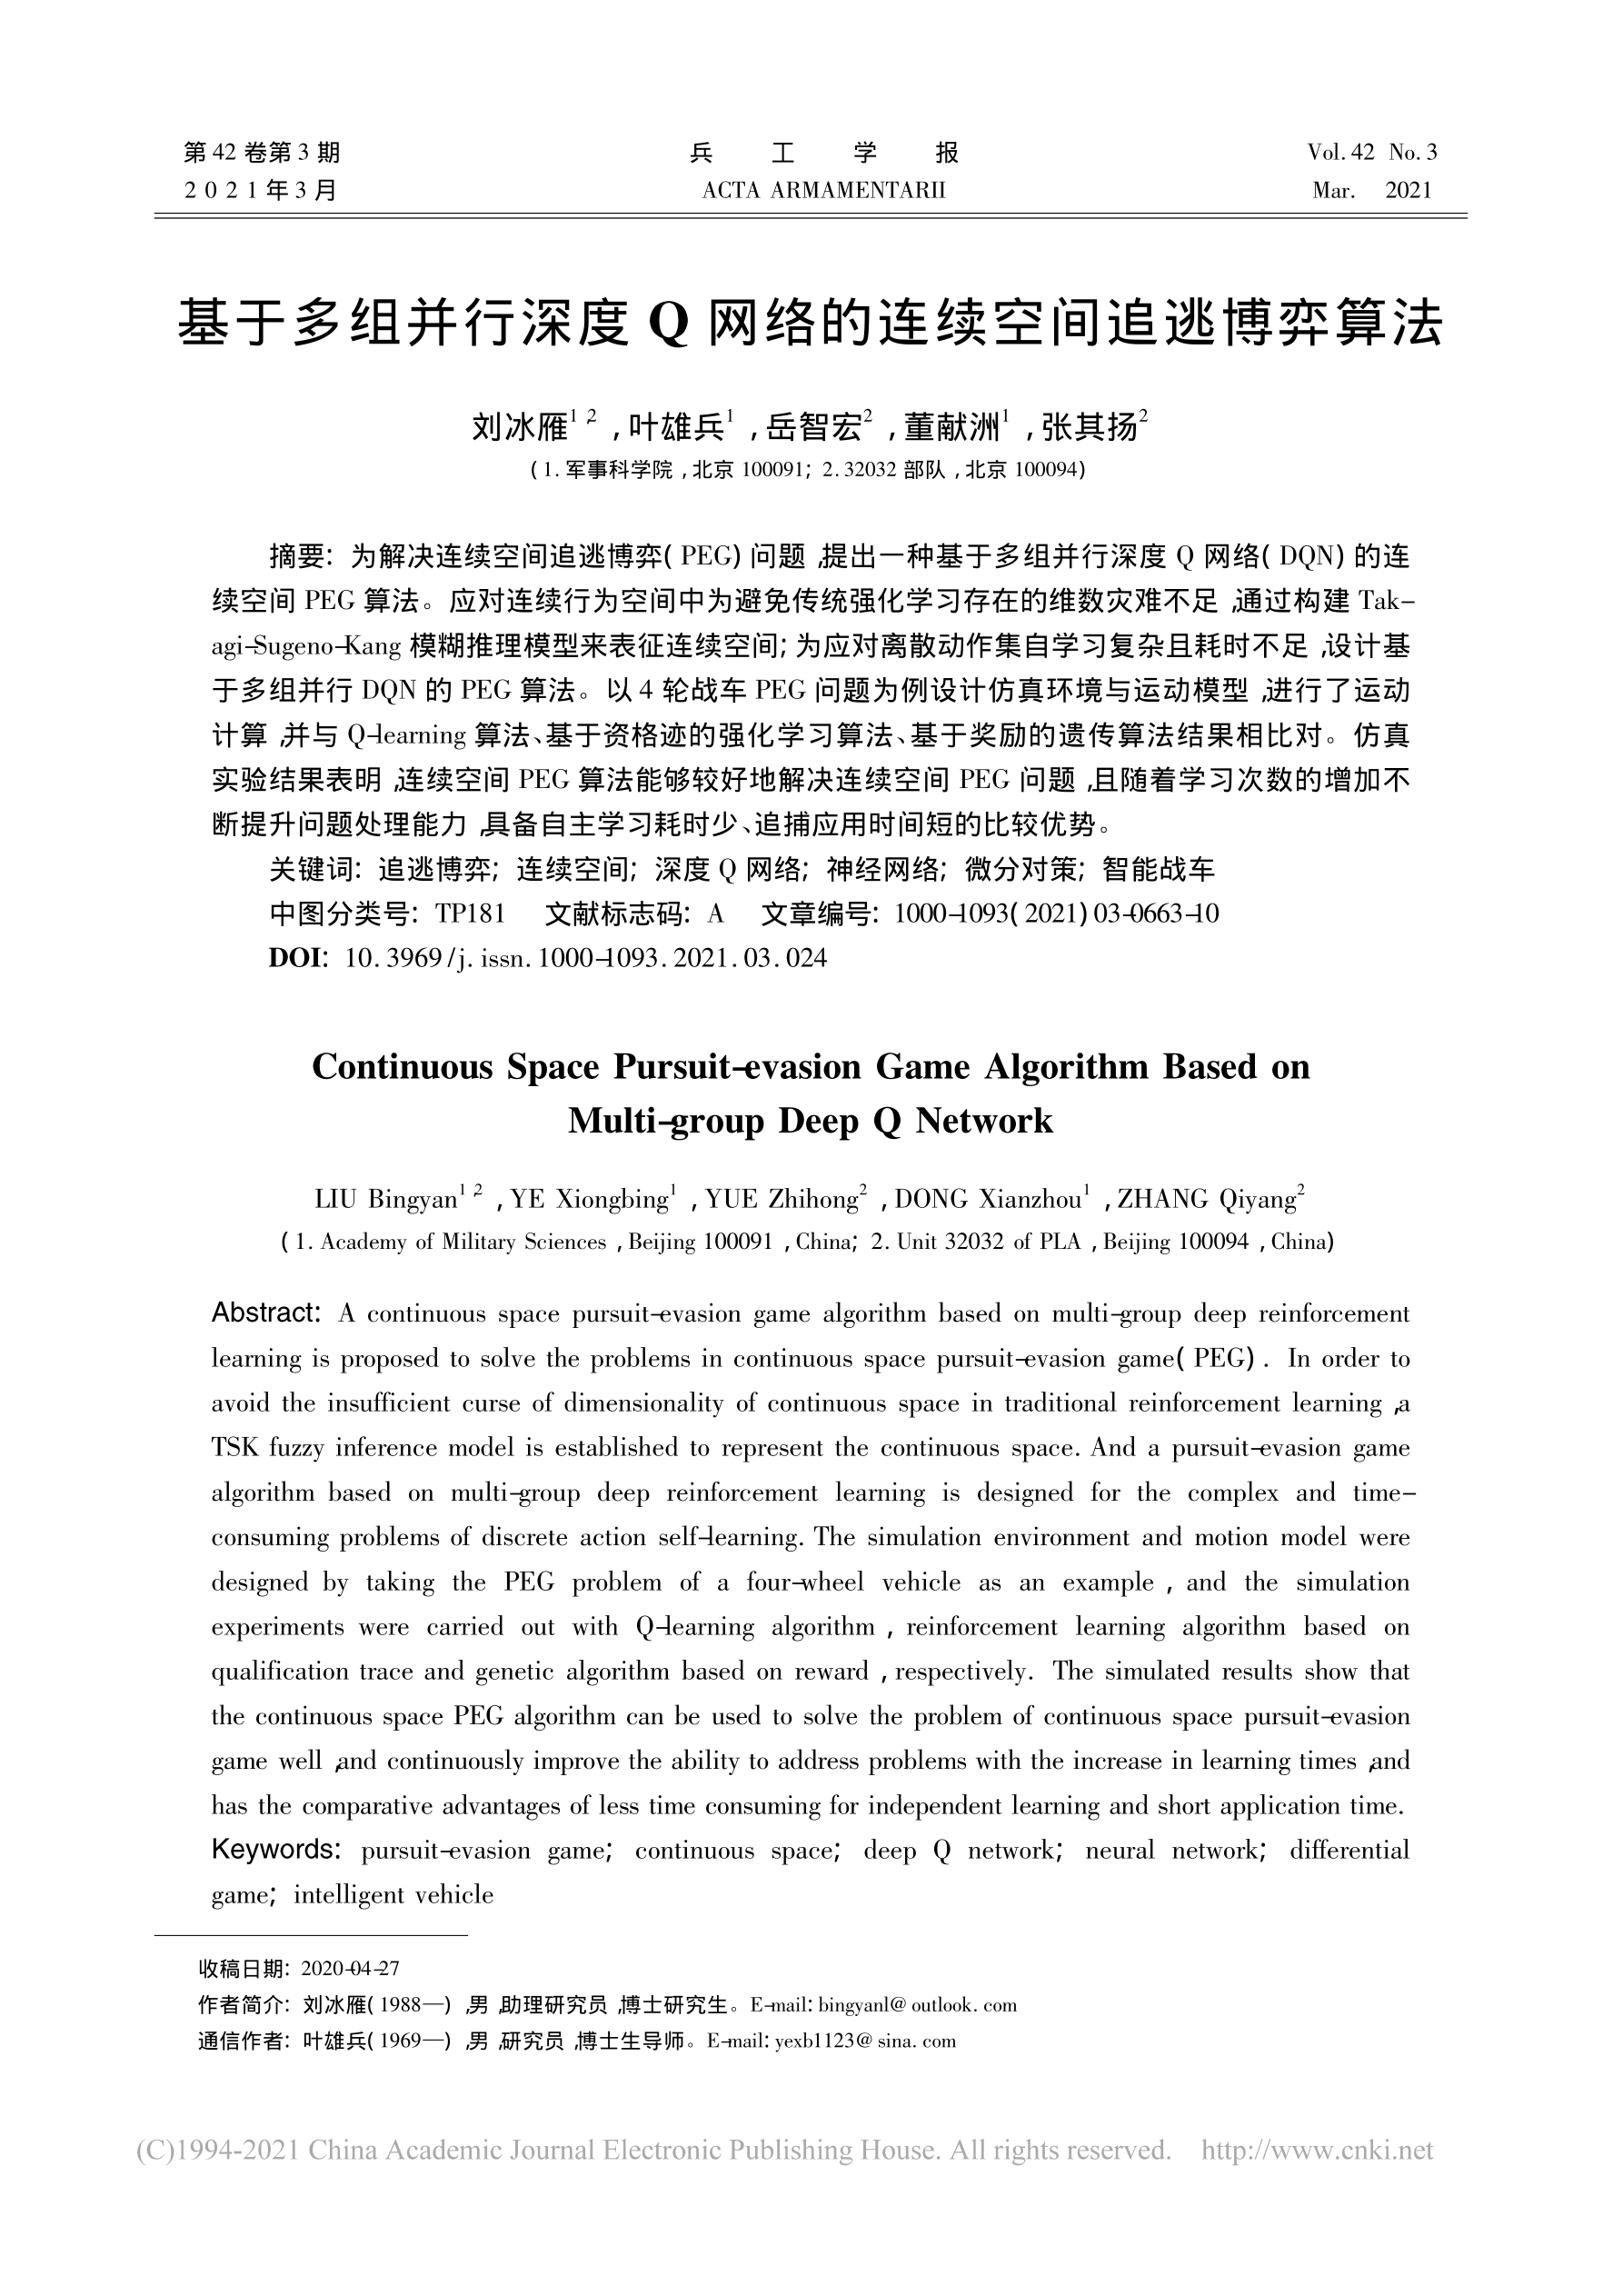 第 42 卷第 3 期 兵工学报 Vol. 42 No. 3
2021年3月 ACTA ARMAMENTARII Mar. 2021
基于多组并行深度 Q 网络的连续空间追逃博弈算法
刘冰雁1,2,叶雄兵1,岳智宏2,董献洲1,张其扬2
(1. 军事科学院,北京 100091; 2. 32032 部队,北京 100094)
摘要: 为解决连续空间追逃博弈(PEG)问题,提出一种基于多组并行深度 Q 网络(DQN)的连
续空间 PEG 算法。应对连续行为空间中为避免传统强化学习存在的维数灾难不足,通过构建 Tak-
agi-Sugeno-Kang 模糊推理模型来表征连续空间;为应对离散动作集自学习复杂且耗时不足,设计基
于多组并行 DQN 的 PEG 算法。以 4 轮战车 PEG 问题为例设计仿真环境与运动模型,进行了运动
计算,并与 Q-learning 算法、基于资格迹的强化学习算法、基于奖励的遗传算法结果相比对。仿真
实验结果表明,连续空间 PEG 算法能够较好地解决连续空间 PEG 问题,且随着学习次数的增加不
断提升问题处理能力,具备自主学习耗时少、追捕应用时间短的比较优势。
关键词: 追逃博弈; 连续空间; 深度 Q 网络; 神经网络; 微分对策; 智能战车
中图分类号: TP181 文献标志码: A 文章编号: 1000-1093(2021)03-0663-10
DOI: 10.3969/j.issn.1000-1093.2021.03.024
Continuous Space Pursuit-evasion Game Algorithm Based on
Multi-group Deep Q Network
LIU Bingyan1,2, YE Xiongbing1, YUE Zhihong2, DONG Xianzhou1, ZHANG Qiyang2
(1. Academy of Military Sciences, Beijing 100091, China; 2. Unit 32032 of PLA, Beijing 100094, China)
Abstract: A continuous space pursuit-evasion game algorithm based on multi-group deep reinforcement
learning is proposed to solve the problems in continuous space pursuit-evasion game(PEG). In order to
avoid the insufficient curse of dimensionality of continuous space in traditional reinforcement learning,a
TSK fuzzy inference model is established to represent the continuous space. And a pursuit-evasion game
algorithm based on multi-group deep reinforcement learning is designed for the complex and time-
consuming problems of discrete action self-learning. The simulation environment and motion model were
designed by taking the PEG problem of a four-wheel vehicle as an example, and the simulation
experiments were carried out with Q-learning algorithm, reinforcement learning algorithm based on
qualification trace and genetic algorithm based on reward, respectively. The simulated results show that
the continuous space PEG algorithm can be used to solve the problem of continuous space pursuit-evasion
game well,and continuously improve the ability to address problems with the increase in learning times,and
has the comparative advantages of less time consuming for independent learning and short application time.
Keywords: pursuit-evasion game; continuous space; deep Q network; neural network; differential
game; intelligent vehicle
收稿日期: 2020-04-27
作者简介: 刘冰雁(1988—),男,助理研究员,博士研究生。E-mail: bingyanl@outlook.com
通信作者: 叶雄兵(1969—),男,研究员,博士生导师。E-mail: yexb1123@sina.com
(C)1994-2021 China Academic Journal Electronic Publishing House. All rights reserved. http://www.cnki.net